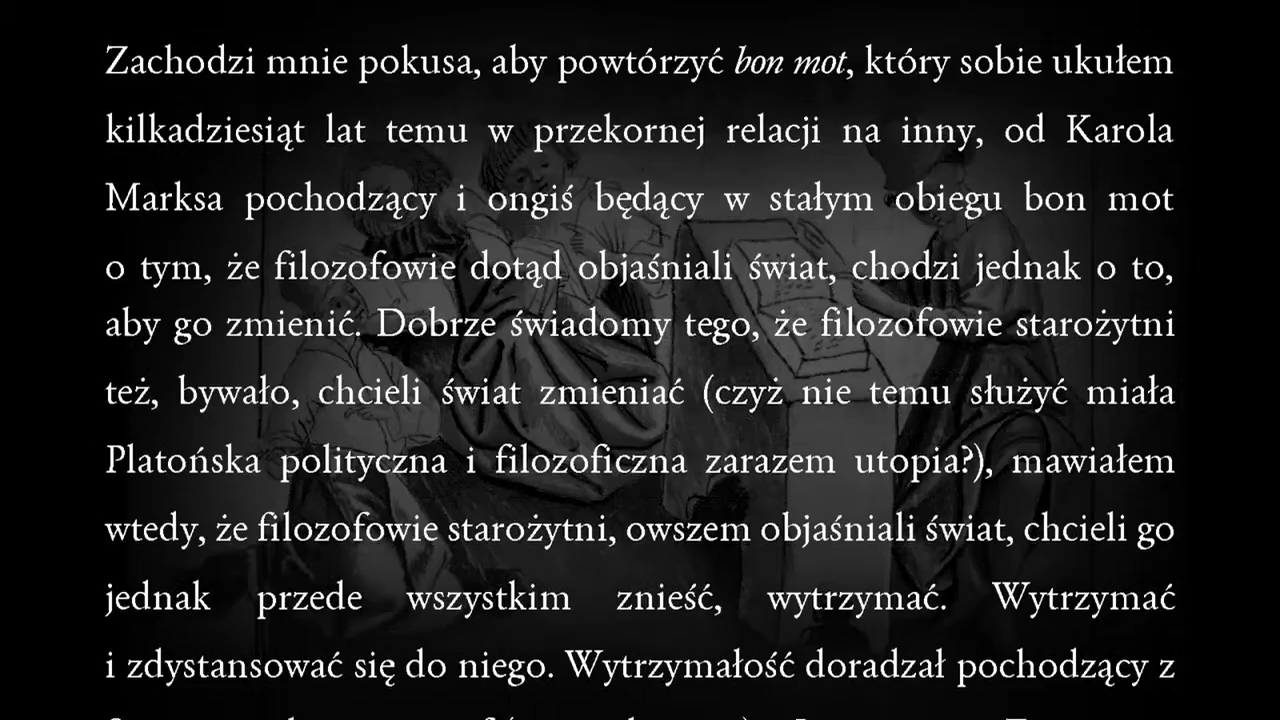 Zachodzi mnie pokusa, aby powtórzyć bon mot, który sobie ukułem
kilkadziesiąt lat temu w przekornej relacji na inny, od Karola
Marksa pochodzący i ongiś będący w stałym obiegu bon mot
o tym, że filozofowie dotąd objaśniali świat, chodzi jednak o to,
aby go zmienić. Dobrze świadomy tego, że filozofowie starożytni
też, bywało, chcieli świat zmieniać (czyż nie temu służyć miała
Platońska polityczna i filozoficzna zarazem utopia?), mawiałem
wtedy, że filozofowie starożytni, owszem objaśniali świat, chcieli go
jednak przede wszystkim znieść, wytrzymać. Wytrzymać
i zdystansować się do niego. Wytrzymałość doradzał pochodzący z